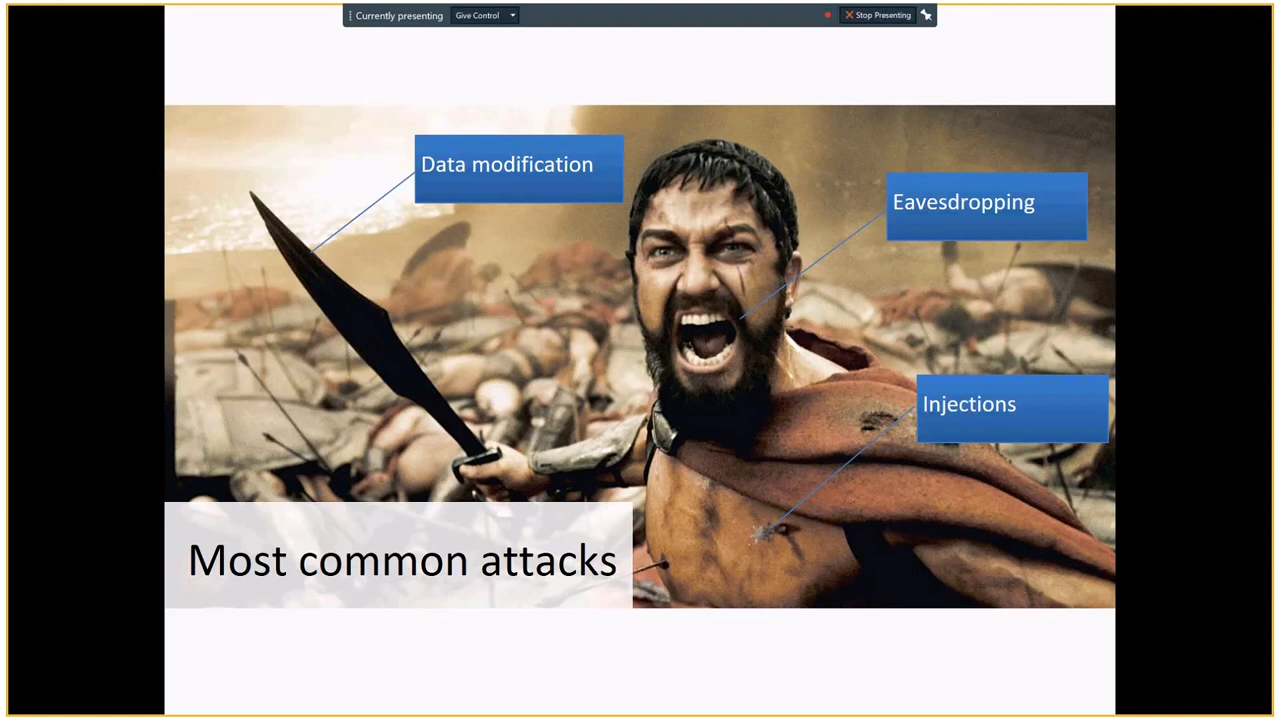 Currently presenting
Give Control
Stop Presenting
Data modification
Eavesdropping
Injections
Most common attacks